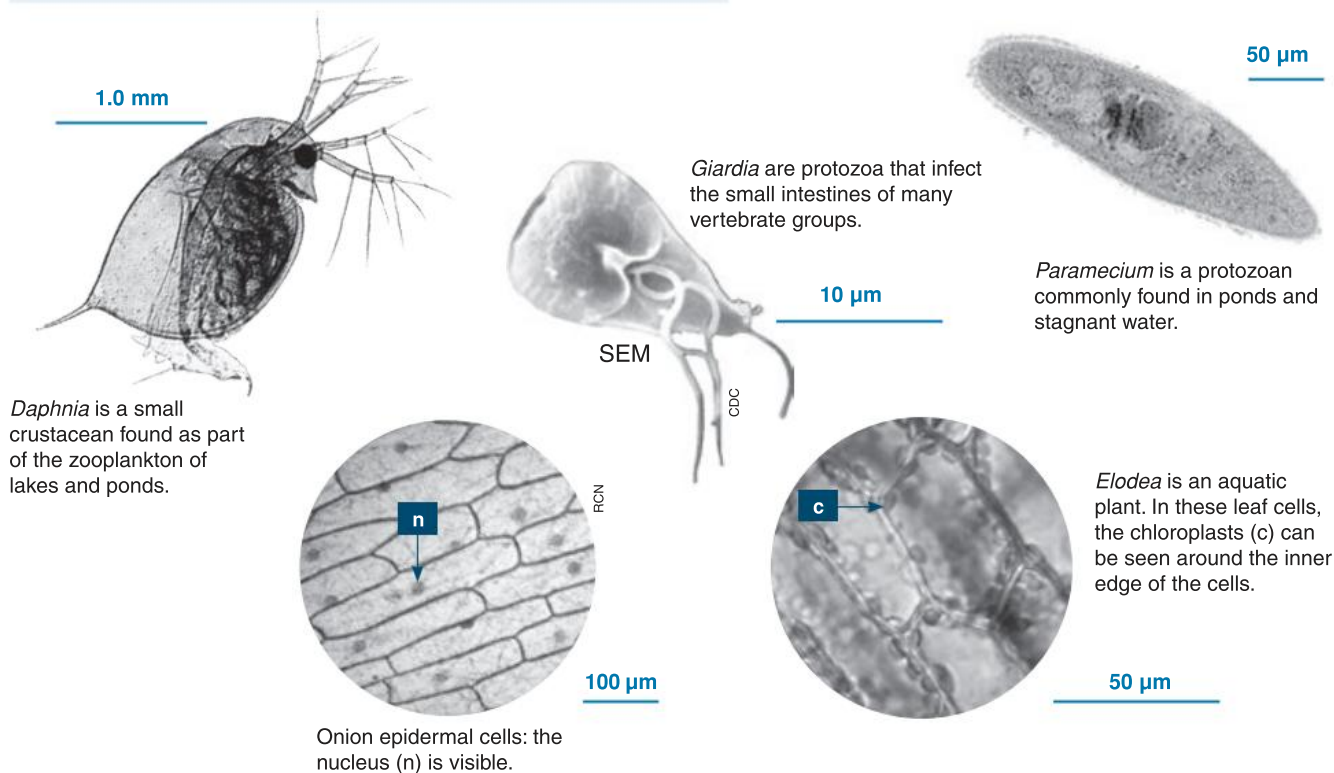 1.0 mm
Daphnia is a small
crustacean found as part
of the zooplankton of
lakes and ponds.
Giardia are protozoa that infect
the small intestines of many
vertebrate groups.
10 µm
SEM
CDC
50 µm
Paramecium is a protozoan
commonly found in ponds and
stagnant water.
n
RCN
100 µm
Onion epidermal cells: the
nucleus (n) is visible.
c
50 µm
Elodea is an aquatic
plant. In these leaf cells,
the chloroplasts (c) can
be seen around the inner
edge of the cells.